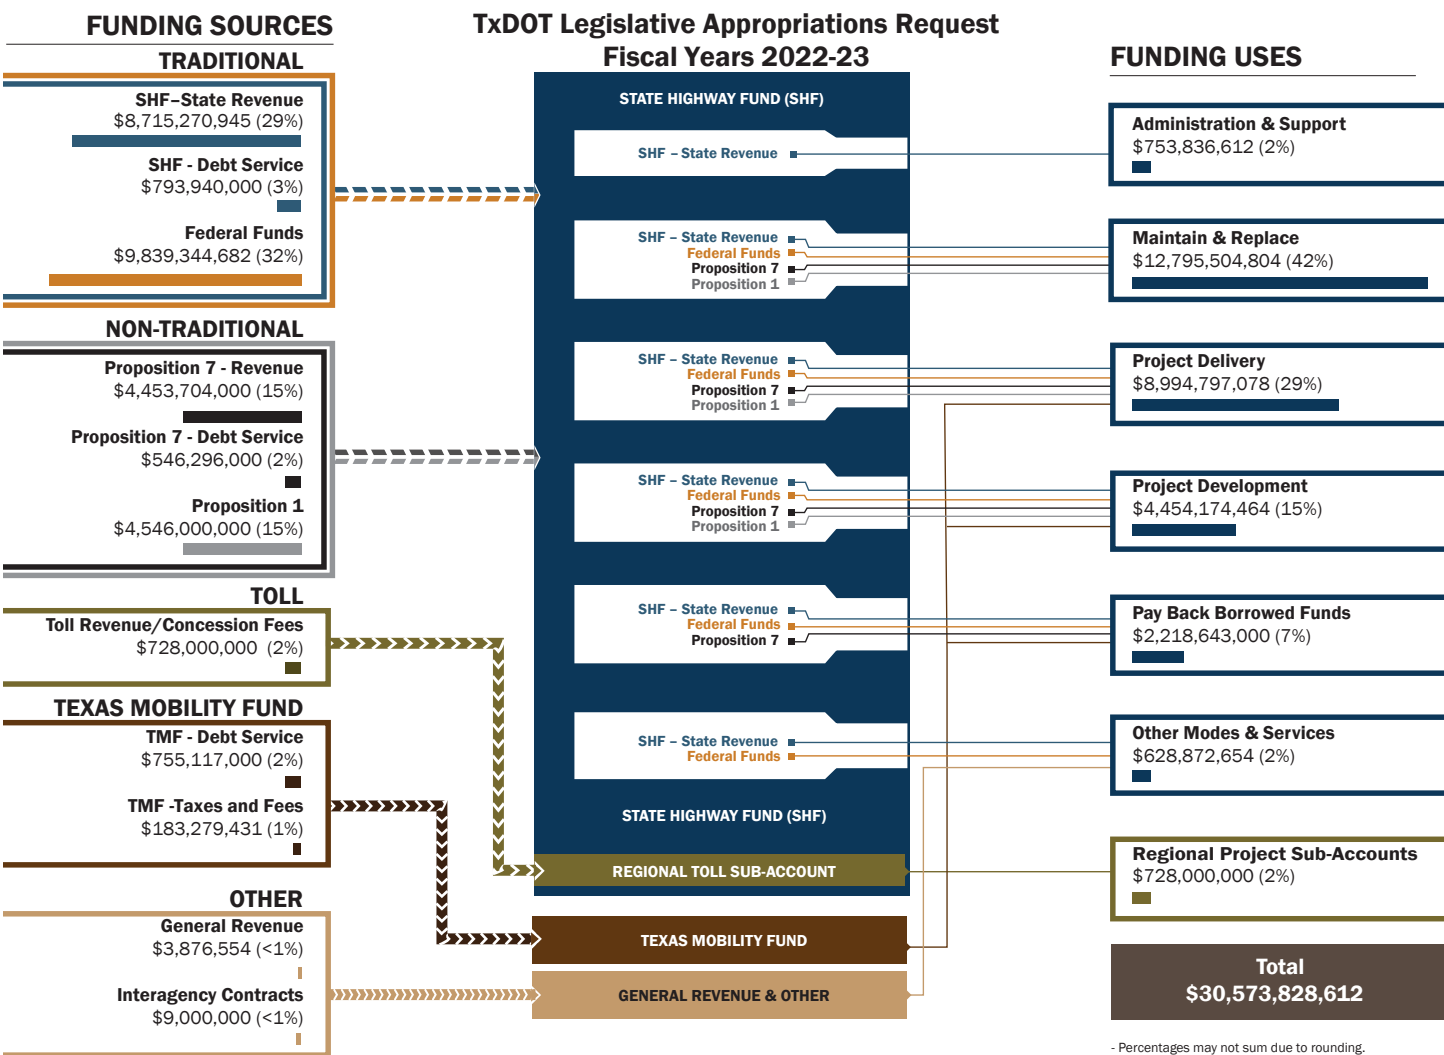 FUNDING SOURCES
TRADITIONAL
SHF–State Revenue
$8,715,270,945 (29%)
SHF - Debt Service
$793,940,000 (3%)
Federal Funds
$9,839,344,682 (32%)
NON-TRADITIONAL
Proposition 7 - Revenue
$4,453,704,000 (15%)
Proposition 7 - Debt Service
$546,296,000 (2%)
Proposition 1
$4,546,000,000 (15%)
TOLL
Toll Revenue/Concession Fees
$728,000,000 (2%)
TEXAS MOBILITY FUND
TMF - Debt Service
$755,117,000 (2%)
TMF -Taxes and Fees
$183,279,431 (1%)
OTHER
General Revenue
$3,876,554 (<1%)
Interagency Contracts
$9,000,000 (<1%)
TxDOT Legislative Appropriations Request
Fiscal Years 2022-23
STATE HIGHWAY FUND (SHF)
SHF – State Revenue
SHF – State Revenue
Federal Funds
Proposition 7
Proposition 1
SHF – State Revenue
Federal Funds
Proposition 7
Proposition 1
SHF – State Revenue
Federal Funds
Proposition 7
Proposition 1
SHF – State Revenue
Federal Funds
Proposition 7
SHF – State Revenue
Federal Funds
STATE HIGHWAY FUND (SHF)
REGIONAL TOLL SUB-ACCOUNT
TEXAS MOBILITY FUND
GENERAL REVENUE & OTHER
FUNDING USES
Administration & Support
$753,836,612 (2%)
Maintain & Replace
$12,795,504,804 (42%)
Project Delivery
$8,994,797,078 (29%)
Project Development
$4,454,174,464 (15%)
Pay Back Borrowed Funds
$2,218,643,000 (7%)
Other Modes & Services
$628,872,654 (2%)
Regional Project Sub-Accounts
$728,000,000 (2%)
Total
$30,573,828,612
- Percentages may not sum due to rounding.